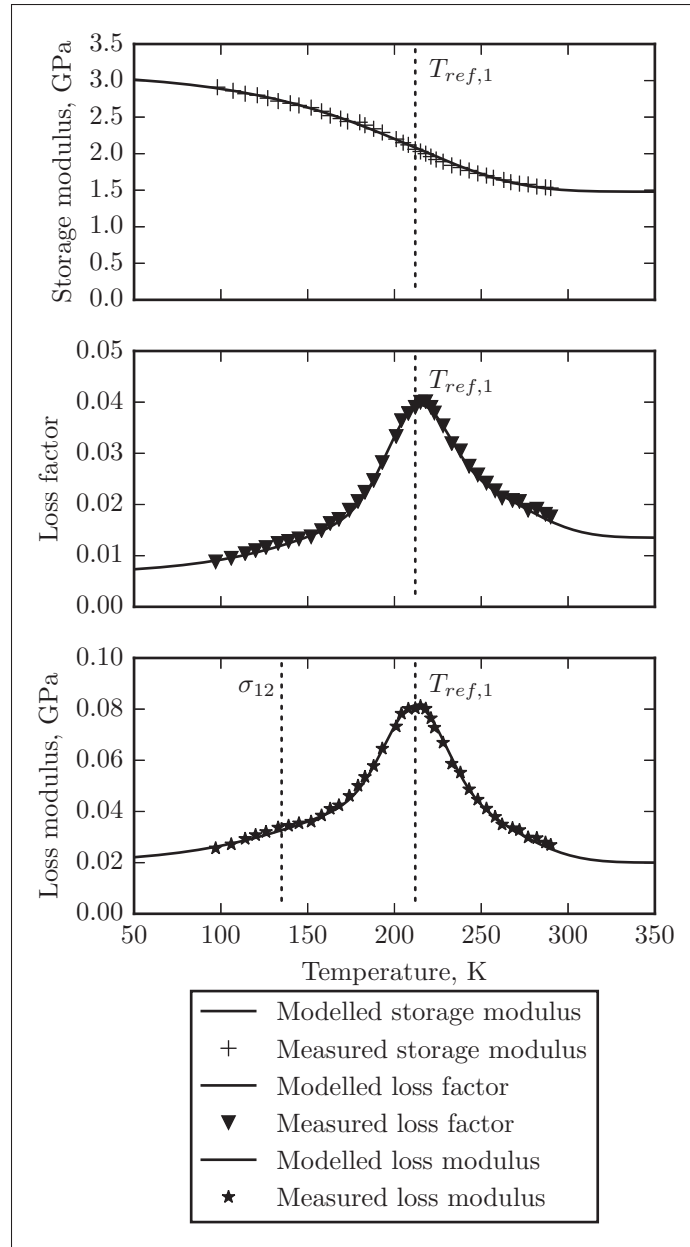 3.5
3.0
2.5
2.0
1.5
1.0
0.5
0.0
Storage modulus, GPa
T_{ref,1}
0.05
0.04
0.03
0.02
0.01
0.00
Loss factor
T_{ref,1}
0.10
0.08
0.06
0.04
0.02
0.00
Loss modulus, GPa
σ_{12}
T_{ref,1}
50 100 150 200 250 300 350
Temperature, K
Modelled storage modulus
Measured storage modulus
Modelled loss factor
Measured loss factor
Modelled loss modulus
Measured loss modulus